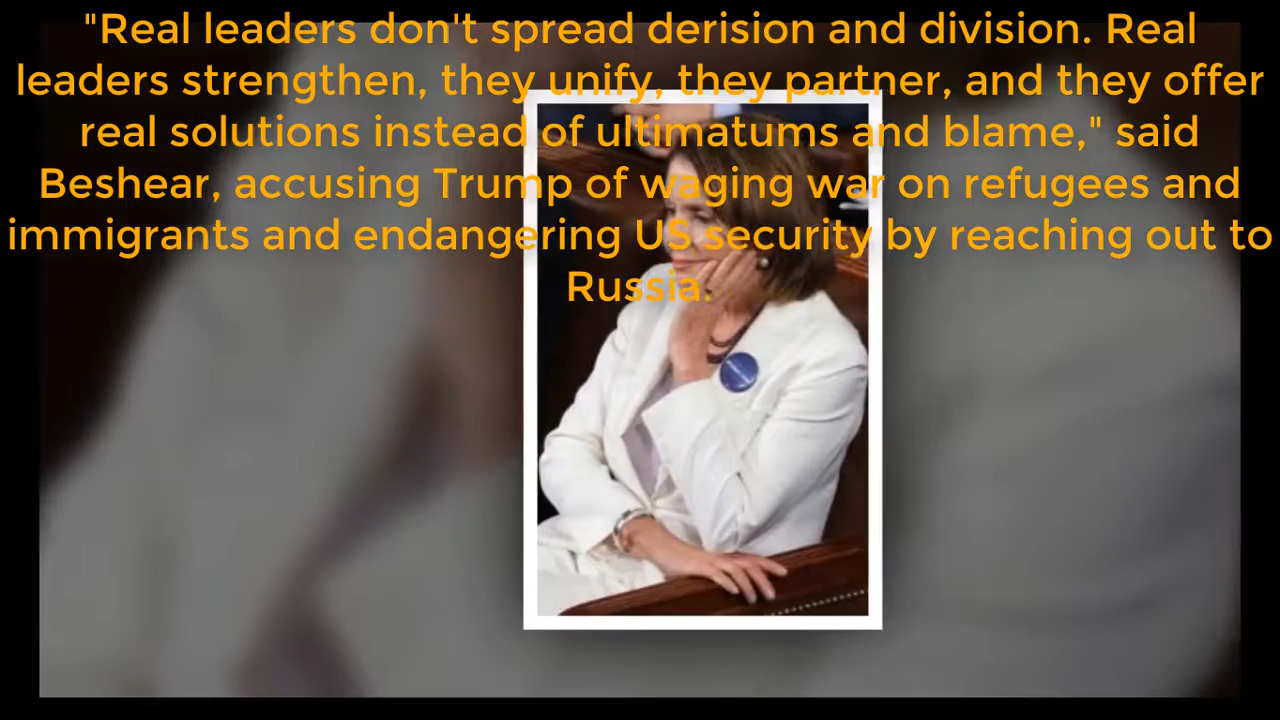 "Real leaders don't spread derision and division. Real
leaders strengthen, they unify, they partner, and they offer
real solutions instead of ultimatums and blame," said
Beshear, accusing Trump of waging war on refugees and
immigrants and endangering US security by reaching out to
Russia.